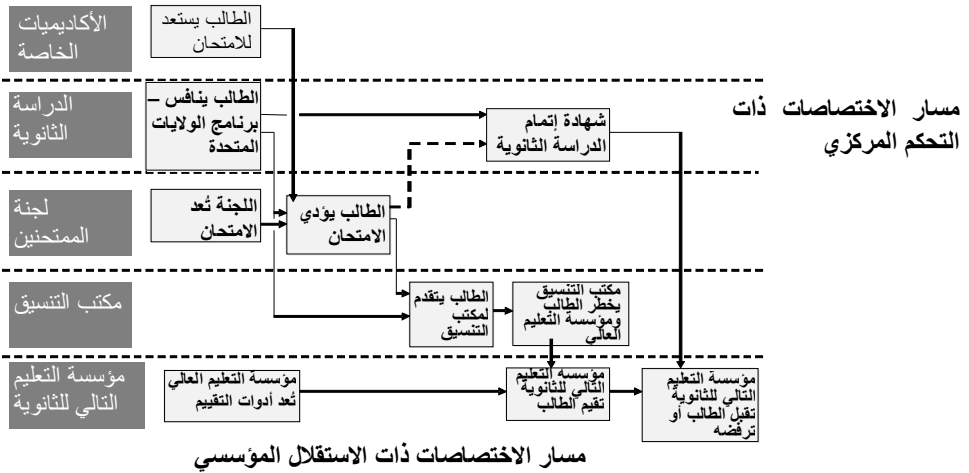 الأكاديميات
الخاصة
الطالب يستعد
للامتحان
الدراسة
الثانوية
الطالب ينافس –
برنامج الولايات
المتحدة
شهادة إتمام
الدراسة الثانوية
مسار الاختصاصات ذات
التحكم المركزي
لجنة
الممتحنين
اللجنة تُعد
الامتحان
الطالب يؤدي
الامتحان
مكتب التنسيق
الطالب يتقدم
لمكتب
التنسيق
مكتب التنسيق
يخطر الطالب
ومؤسسة التعليم
العالي
مؤسسة التعليم
التالي للثانوية
مؤسسة التعليم العالي
تُعد أدوات التقييم
مؤسسة التعليم
التالي للثانوية
تقيم الطالب
مؤسسة التعليم
التالي للثانوية
تقبل الطالب أو
ترفضه
مسار الاختصاصات ذات الاستقلال المؤسسي